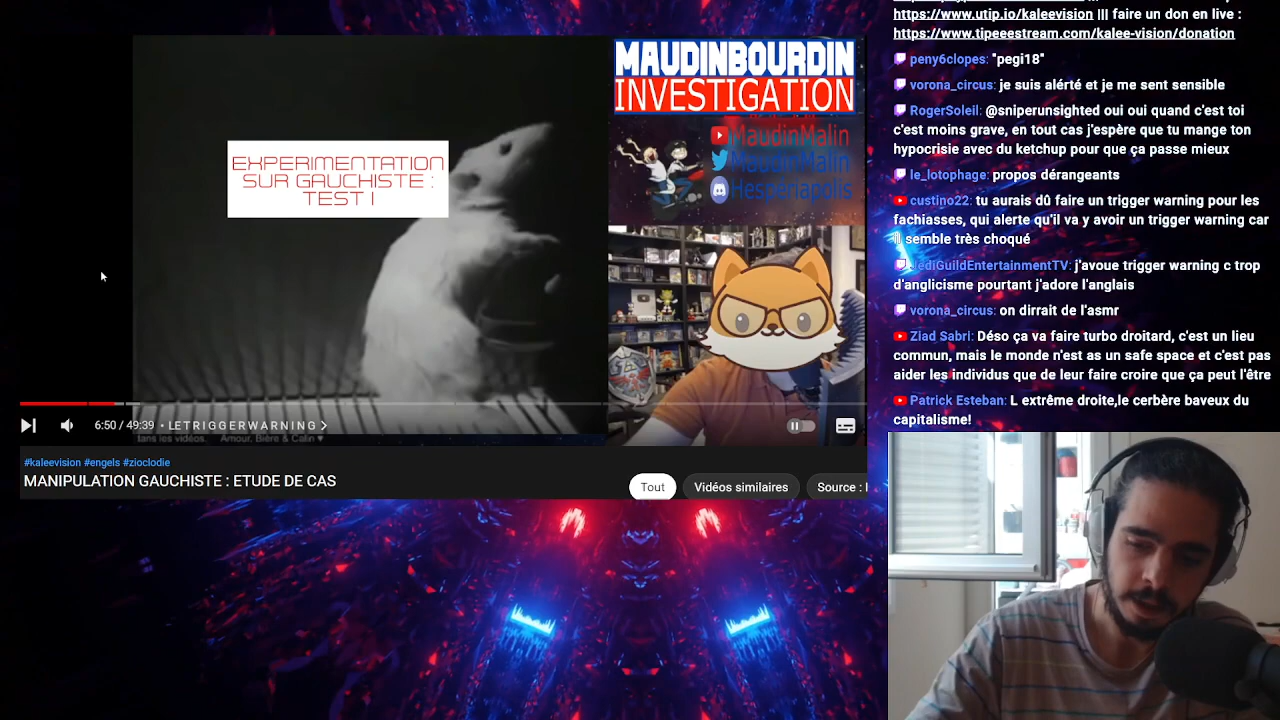 MAUDINBOURDIN
INVESTIGATION
MaudinMalin
MaudinMalin
Hespériapolis
EXPERIMENTATION
SUR GAUCHISTE :
TEST 1
6:50 / 49:39 • LETRIGGERWARNING >
tans les vidéos. Amour, Bière & Calin ♥
#kaleevision #engels #zioclodie
MANIPULATION GAUCHISTE : ETUDE DE CAS
Tout
Vidéos similaires
Source :
https://www.utip.io/kaleevision ||| faire un don en live :
https://www.tipeeestream.com/kalee-vision/donation
peny6clopes: "pegi18"
vorona_circus: je suis alérté et je me sent sensible
RogerSoleil: @sniperunsighted oui oui quand c'est toi
c'est moins grave, en tout cas j'espère que tu mange ton
hypocrisie avec du ketchup pour que ça passe mieux
le_lotophage: propos dérangeants
custino22: tu aurais dû faire un trigger warning pour les
fachiasses, qui alerte qu'il va y avoir un trigger warning car
il semble très choqué
JediGuildEntertainmentTV: j'avoue trigger warning c trop
d'anglicisme pourtant j'adore l'anglais
vorona_circus: on dirrait de l'asmr
Ziad Sabri: Déso ça va faire turbo droitard, c'est un lieu
commun, mais le monde n'est as un safe space et c'est pas
aider les individus que de leur faire croire que ça peut l'être
Patrick Esteban: L extrême droite,le cerbère baveux du
capitalisme!